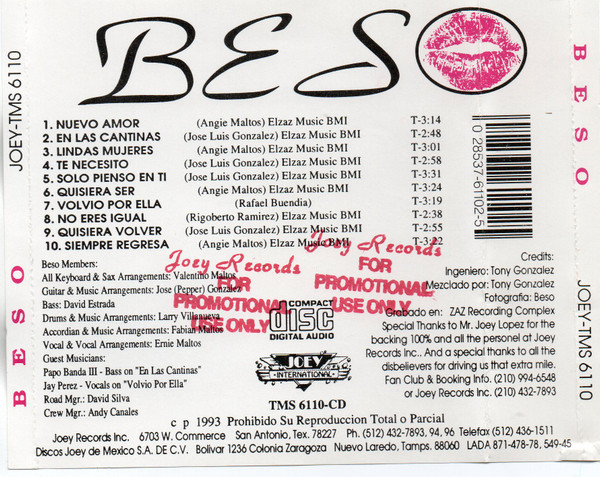 BESO
1. NUEVO AMOR (Angie Maltos) Elzaz Music BMI T-3:14
2. EN LAS CANTINAS (Jose Luis Gonzalez) Elzaz Music BMI T-2:48
3. LINDAS MUJERES (Angie Maltos) Elzaz Music BMI T-3:01
4. TE NECESITO (Jose Luis Gonzalez) Elzaz Music BMI T-2:58
5. SOLO PIENSO EN TI (Jose Luis Gonzalez) Elzaz Music BMI T-3:31
6. QUISIERA SER (Angie Maltos) Elzaz Music BMI T-3:24
7. VOLVIO POR ELLA (Rafael Buendia) T-3:19
8. NO ERES IGUAL (Rigoberto Ramirez) Elzaz Music BMI T-2:38
9. QUISIERA VOLVER (Jose Luis Gomez) Elzaz Music BMI T-2:55
10. SIEMPRE REGRESA (Angie Maltos) Elzaz Music BMI T-3:22
0 28537-61102-5
Joey Records
FOR
PROMOTIONAL
USE ONLY
Joey Records
FOR
PROMOTIONAL
USE ONLY
Beso Members:
All Keyboard & Sax Arrangements: Valentino Maltos
Guitar & Music Arrangements: Jose (Pepper) Gonzalez
Bass: David Estrada
Drums & Music Arrangements: Larry Villanueva
Accordian & Music Arrangements: Fabian Maltos
Vocal & Vocal Arrangements: Ernie Maltos
Guest Musicians:
Papo Banda III - Bass on "En Las Cantinas"
Jay Perez - Vocals on "Volvio Por Ella"
Road Mgr.: David Silva
Crew Mgr.: Andy Canales
COMPACT
disc
DIGITAL AUDIO
JOEY
INTERNATIONAL
TMS 6110-CD
Credits:
Ingeniero: Tony Gonzalez
Mezclado por: Tony Gonzalez
Fotografia: Beso
Grabado en: ZAZ Recording Complex
Special Thanks to Mr. Joey Lopez for the
backing 100% and all the personel at Joey
Records Inc.. And a special thanks to all the
disbelievers for driving us that extra mile.
Fan Club & Booking Info. (210) 994-6548
or (210) 432-7893
c p 1993 Prohibido Su Reproduccion Total o Parcial
Joey Records Inc. 6703 W. Commerce San Antonio, Tex. 78227 Ph. (512) 432-7893, 94, 96 Telefax (512) 436-1511
Discos Joey de Mexico S.A. DE C.V. Bolivar 1236 Colonia Zaragoza Nuevo Laredo, Tamps. 88060 LADA 871-478-78, 549-45
JOEY-TMS 6110
BESO
BESO
JOEY-TMS 6110